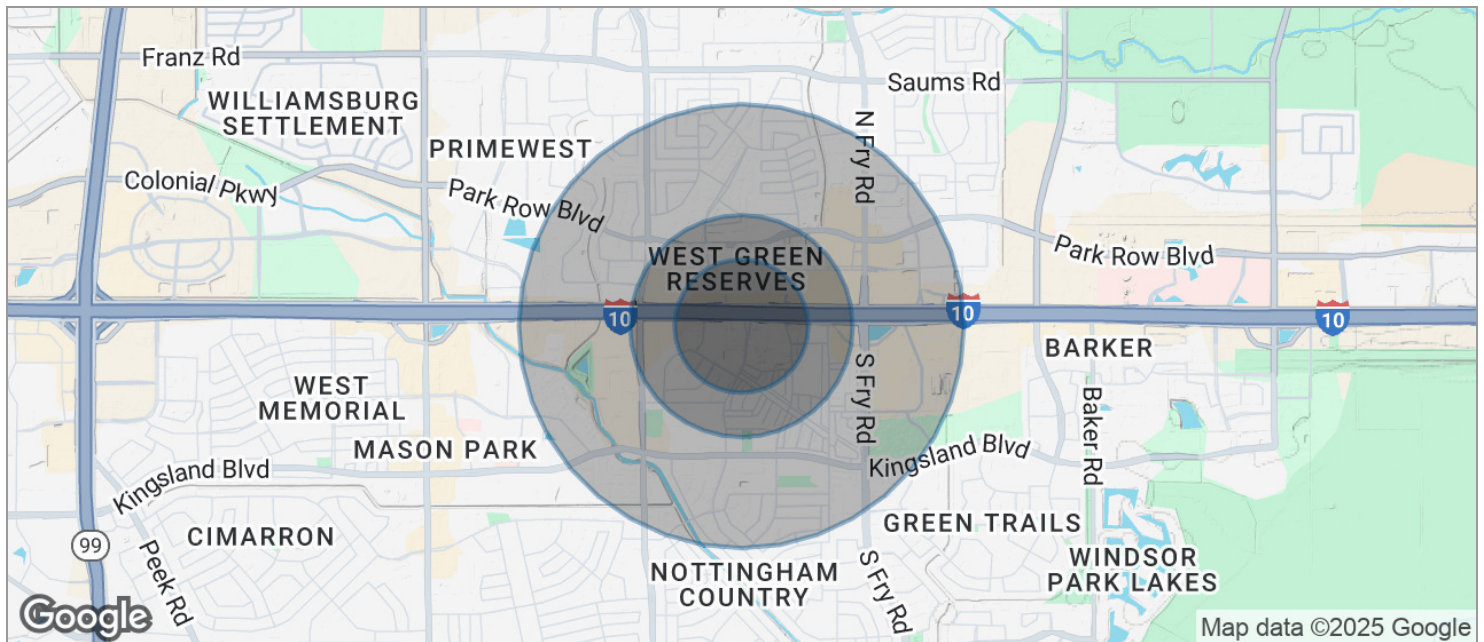 Franz Rd
Saums Rd
WILLIAMSBURG
SETTLEMENT
N Fry Rd
PRIMEWEST
Colonial Pkwy
Park Row Blvd
WEST GREEN
RESERVES
Park Row Blvd
10
10
10
BARKER
WEST
MEMORIAL
S Fry Rd
Baker Rd
MASON PARK
Kingsland Blvd
Kingsland Blvd
CIMARRON
GREEN TRAILS
99
Peek Rd
NOTTINGHAM
COUNTRY
S Fry Rd
WINDSOR
PARK LAKES
Google
Map data ©2025 Google